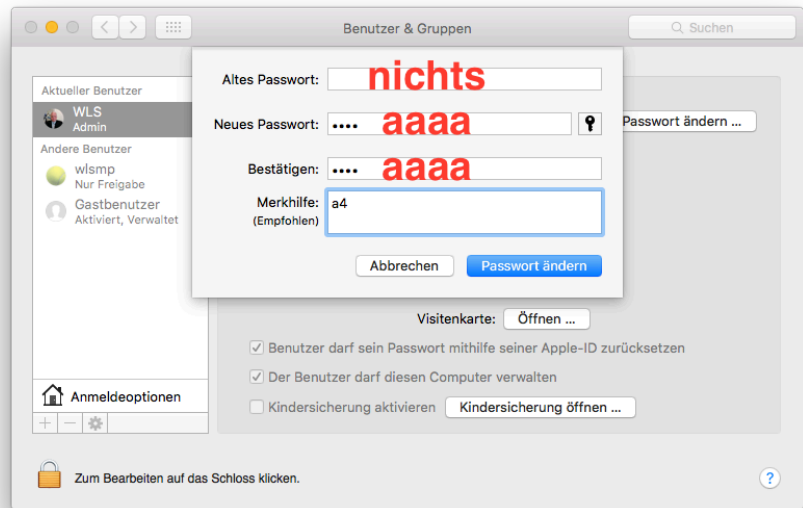 Benutzer & Gruppen
Suchen
Aktueller Benutzer
WLS
Admin
Andere Benutzer
wlsmp
Nur Freigabe
Gastbenutzer
Aktiviert, Verwaltet
Anmeldeoptionen
Altes Passwort: nichts
Neues Passwort: •••• aaaa
Bestätigen: •••• aaaa
Merkhilfe: a4
(Empfohlen)
Abbrechen Passwort ändern
Passwort ändern ...
Visitenkarte: Öffnen ...
Benutzer darf sein Passwort mithilfe seiner Apple-ID zurücksetzen
Der Benutzer darf diesen Computer verwalten
Kindersicherung aktivieren Kindersicherung öffnen ...
Zum Bearbeiten auf das Schloss klicken.
?